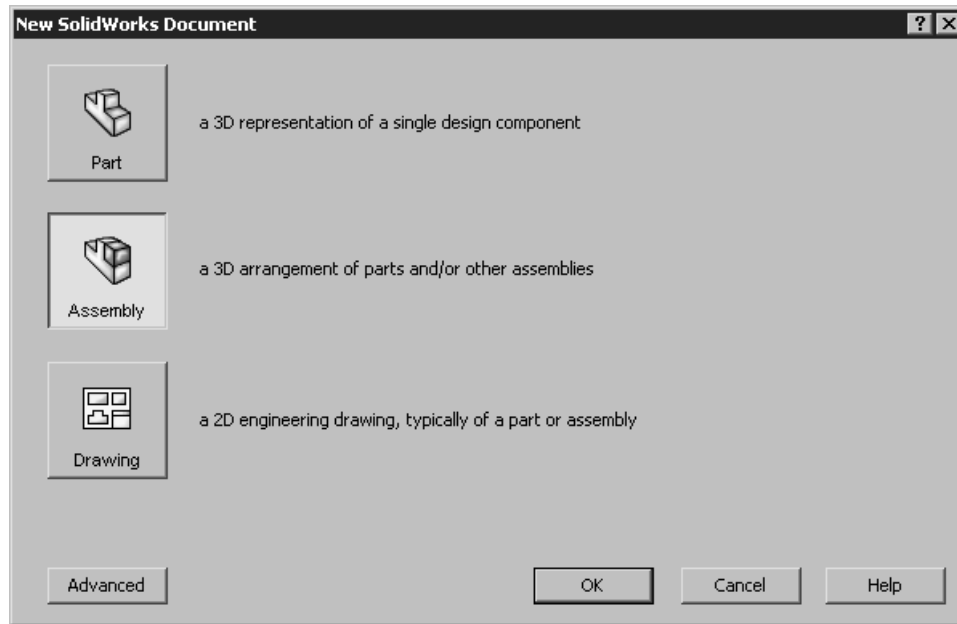 New SolidWorks Document
Part
a 3D representation of a single design component
Assembly
a 3D arrangement of parts and/or other assemblies
Drawing
a 2D engineering drawing, typically of a part or assembly
Advanced OK Cancel Help